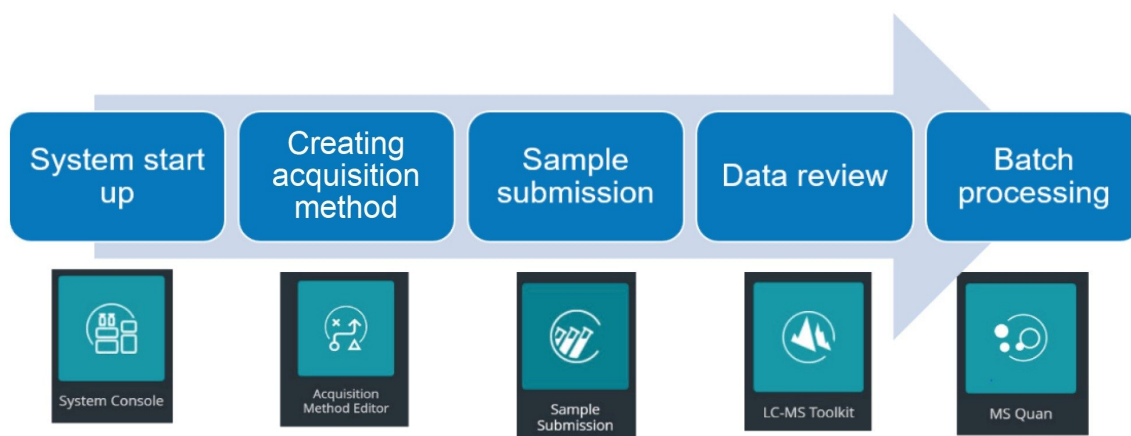 System start
up
Creating
acquisition
method
Sample
submission
Data review
Batch
processing
System Console
Acquisition
Method Editor
Sample
Submission
LC-MS Toolkit
MS Quan